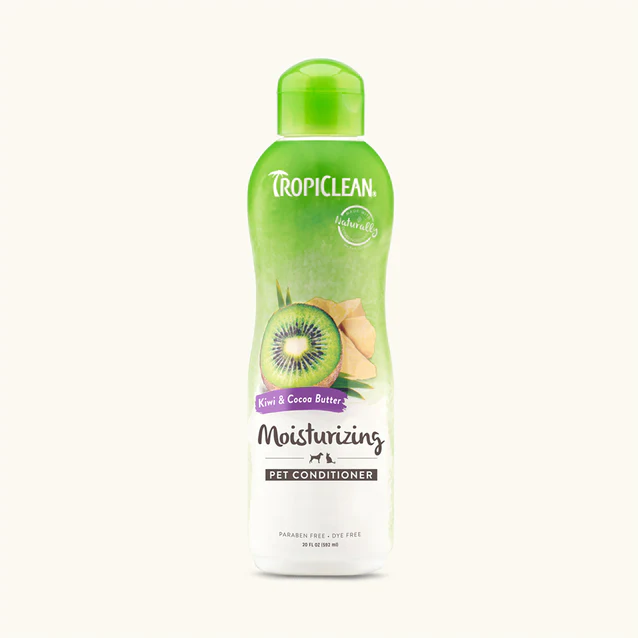 TROPICLEAN®
Naturally
Kiwi & Cocoa Butter
Moisturizing
PET CONDITIONER
PARABEN FREE • DYE FREE
20 FL OZ (592 ml)